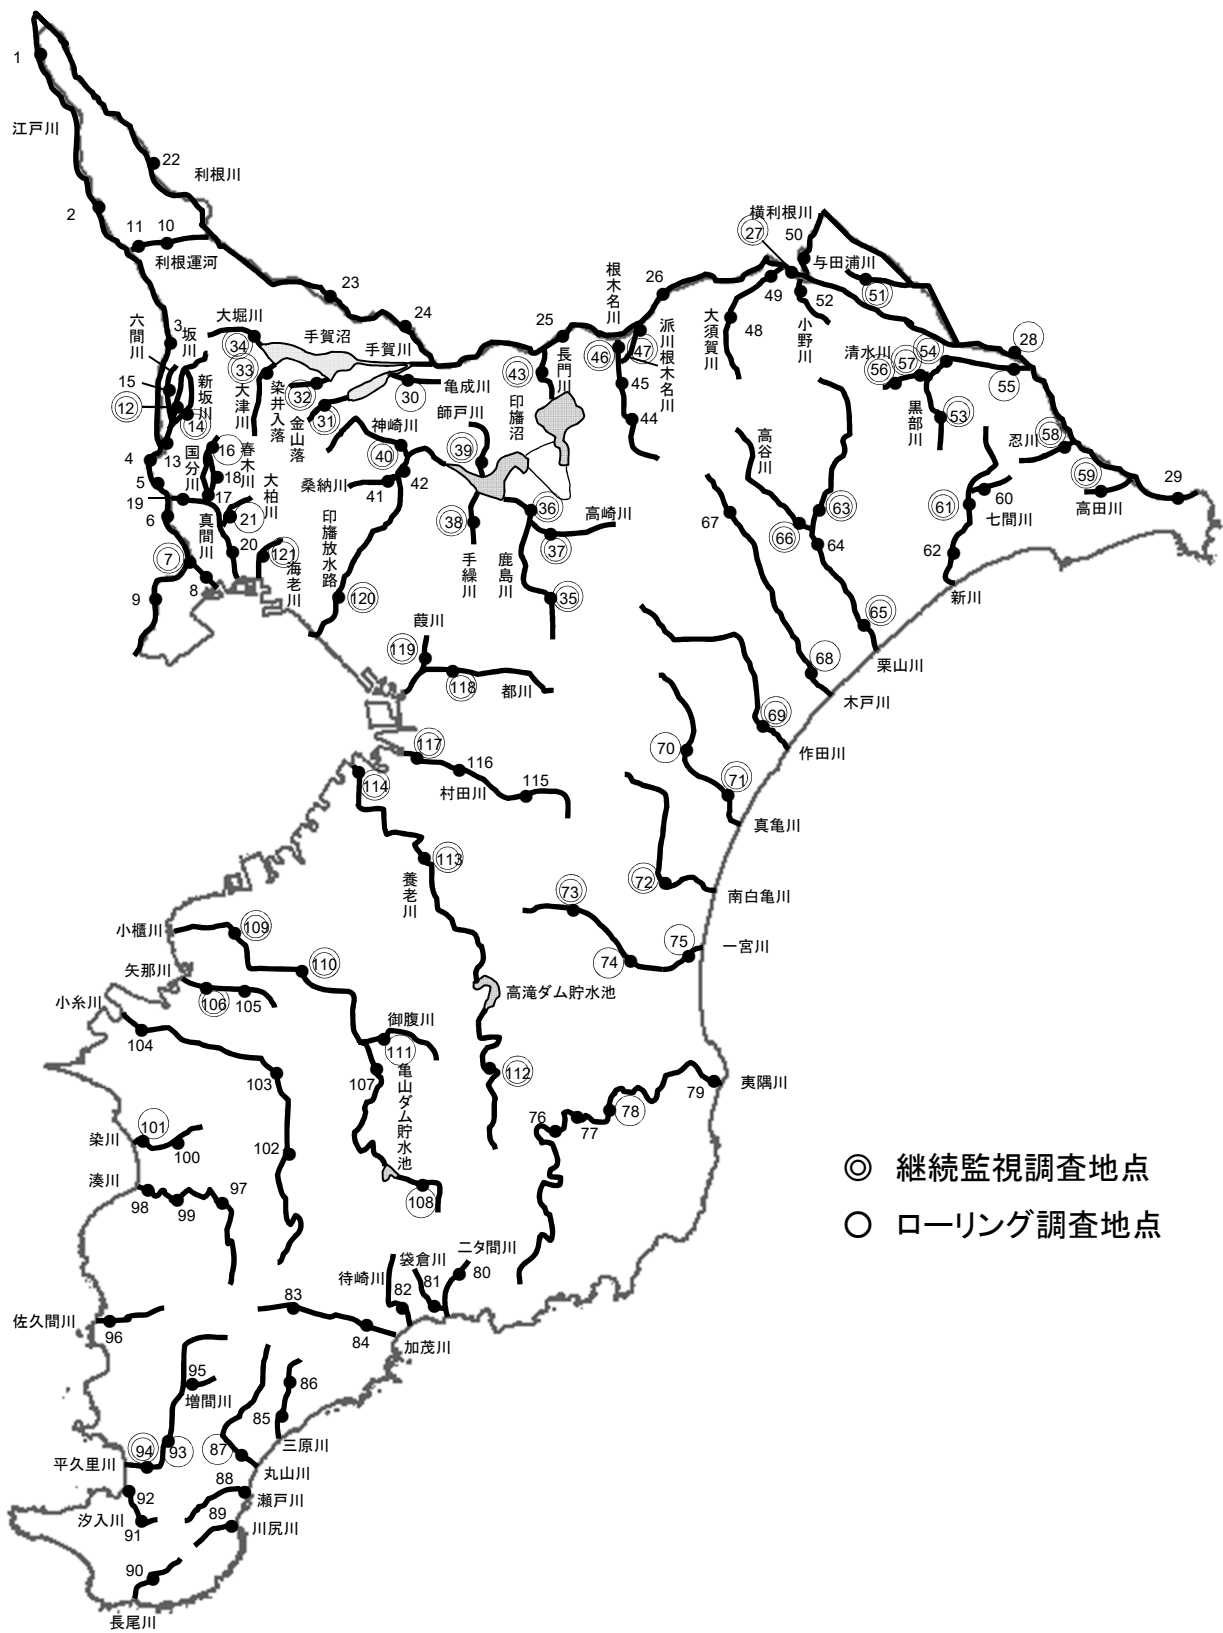 1
江戸川
22
利根川
2
11
10
利根運河
23
24
横利根川
27
50
与田浦川
51
49
52
小野川
26
根木名川
25
48
大須賀川
28
六間川
3
坂川
大堀川
手賀沼
手賀川
34
33
大津川
染井入落
32
金山落
31
30
亀成川
15
12
新坂川
14
43
長門川
印旛沼
46
47
派川根木名川
45
44
清水川
54
57
56
55
黒部川
53
忍川
58
59
高田川
29
師戸川
39
神崎川
40
42
桑納川
41
4
13
国分川
16
春木川
18
大柏川
5
19
17
21
6
真間川
20
7
8
9
121
海老川
印旛放水路
120
38
手繰川
鹿島川
36
高崎川
37
35
高谷川
67
63
66
64
61
60
七間川
62
新川
65
栗山川
68
木戸川
葭川
119
118
都川
69
作田川
70
71
真亀川
117
116
村田川
115
114
113
養老川
72
南白亀川
73
74
75
一宮川
小櫃川
109
矢那川
110
106
105
小糸川
104
高滝ダム貯水池
御腹川
111
107
亀山ダム貯水池
112
103
79
夷隅川
78
77
76
染川
101
100
102
湊川
98
99
97
108
◎ 継続監視調査地点
○ ローリング調査地点
二タ間川
袋倉川
待崎川
80
81
82
83
84
加茂川
佐久間川
96
95
増間川
86
85
三原川
87
丸山川
94
93
平久里川
88
瀬戸川
92
汐入川
91
89
川尻川
90
長尾川